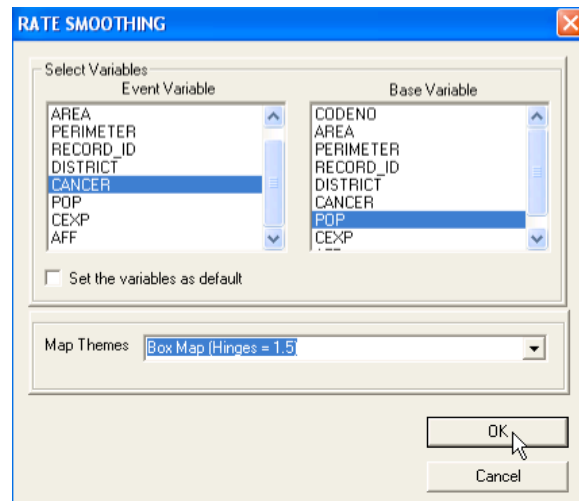 RATE SMOOTHING
Select Variables
Event Variable
AREA
PERIMETER
RECORD_ID
DISTRICT
CANCER
POP
CEXP
AFF
Base Variable
CODENO
AREA
PERIMETER
RECORD_ID
DISTRICT
CANCER
POP
CEXP
Set the variables as default
Map Themes
Box Map (Hinges = 1.5)
OK
Cancel